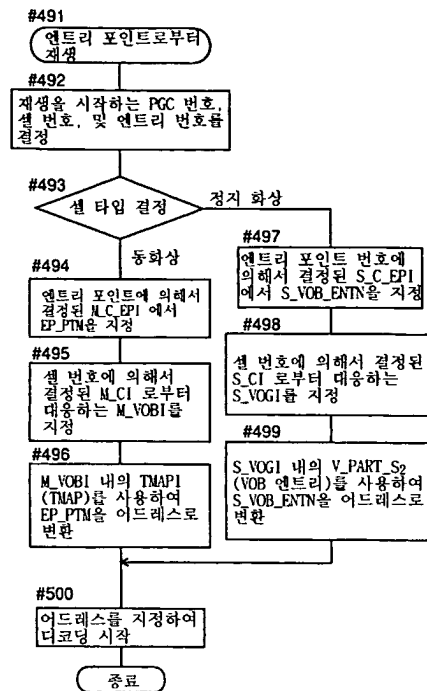 #491
엔트리 포인트로부터
재생
#492
재생을 시작하는 PGC 번호,
셀 번호, 및 엔트리 번호를
결정
#493
셀 타입 결정
정지 화상
동화상
#494
엔트리 포인트에 의해서
결정된 M_C_EPI 에서
EP_PTM을 지정
#495
셀 번호에 의해서
결정된 M_CI 로부터
대응하는 M_VOBI를
지정
#496
M_VOBI 내의 TMAPI
(TMAP)를 사용하여
EP_PTM을 어드레스로
변환
#497
엔트리 포인트 번호에
의해서 결정된 S_C_EPI
에서 S_VOB_ENTN을 지정
#498
셀 번호에 의해서 결정된
S_CI 로부터 대응하는
S_VOGI를 지정
#499
S_VOGI 내의 V_PART_S₂
(VOB 엔트리)를 사용하여
S_VOB_ENTN을 어드레스로
변환
#500
어드레스를 지정하여
디코딩 시작
종료